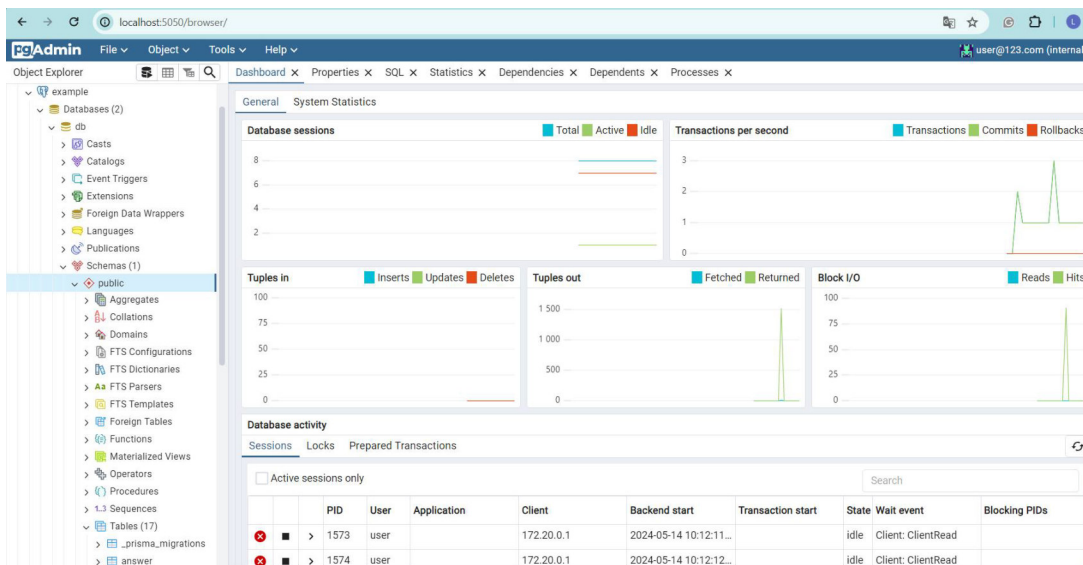 localhost:5050/browser/
L
pgAdmin File Object Tools Help user@123.com (internal
Object Explorer
Dashboard Properties SQL Statistics Dependencies Dependents Processes
example
Databases (2)
db
Casts
Catalogs
Event Triggers
Extensions
Foreign Data Wrappers
Languages
Publications
Schemas (1)
public
Aggregates
Collations
Domains
FTS Configurations
FTS Dictionaries
Aa FTS Parsers
FTS Templates
Foreign Tables
Functions
Materialized Views
Operators
Procedures
1..3 Sequences
Tables (17)
_prisma_migrations
answer
General System Statistics
Database sessions Total Active Idle
8
6
4
2
Transactions per second Transactions Commits Rollbacks
3
2
1
0
Tuples in Inserts Updates Deletes
100
75
50
25
0
Tuples out Fetched Returned
1 500
1 000
500
0
Block I/O Reads Hits
100
75
50
25
0
Database activity
Sessions Locks Prepared Transactions
Active sessions only
Search
PID User Application Client Backend start Transaction start State Wait event Blocking PIDs
1573 user 172.20.0.1 2024-05-14 10:12:11... idle Client: ClientRead
1574 user 172.20.0.1 2024-05-14 10:12:12... idle Client: ClientRead